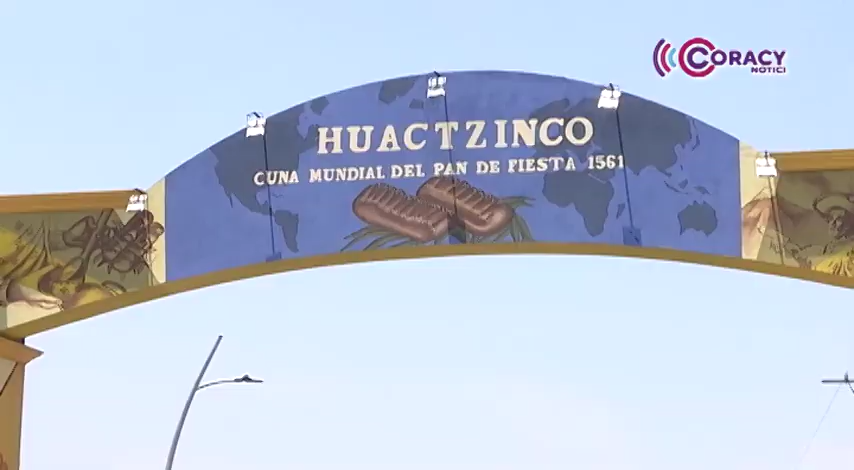 CORACY
NOTICI
HUACTZINCO
CUNA MUNDIAL DEL PAN DE FIESTA 1561